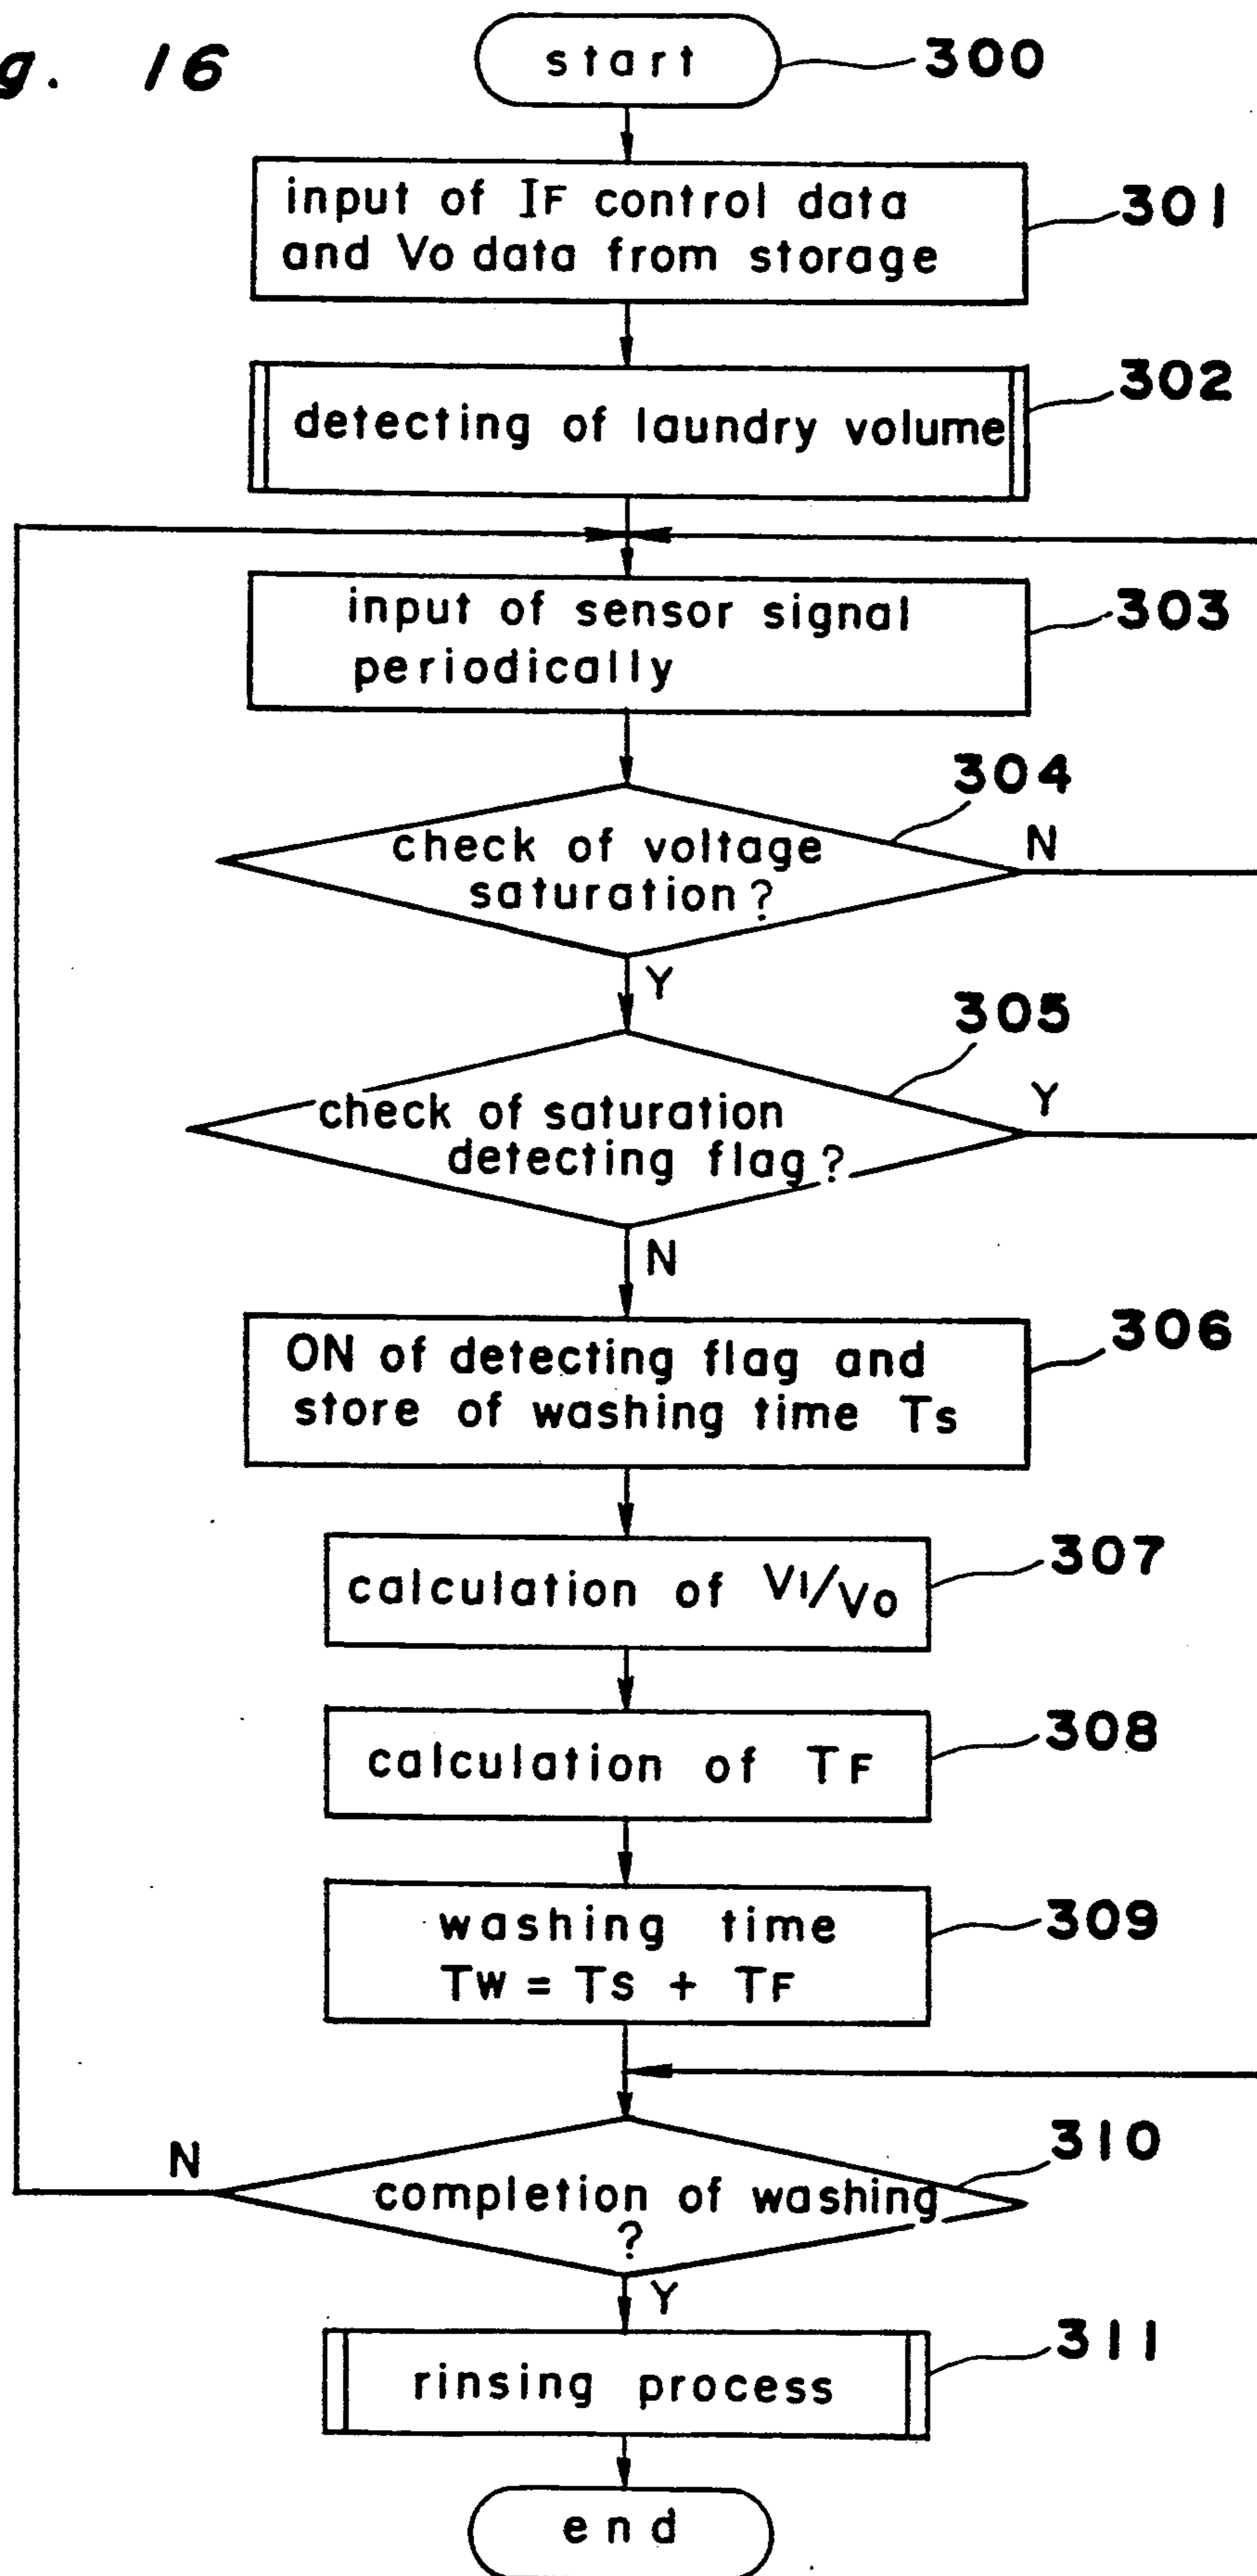 g. 16
start
300
input of IF control data
and Vo data from storage
301
detecting of laundry volume
302
input of sensor signal
periodically
303
304
check of voltage
saturation?
N
Y
305
check of saturation
detecting flag?
Y
N
ON of detecting flag and
store of washing time Ts
306
calculation of V1/Vo
307
calculation of TF
308
washing time
TW = TS + TF
309
310
N
completion of washing
?
Y
rinsing process
311
end